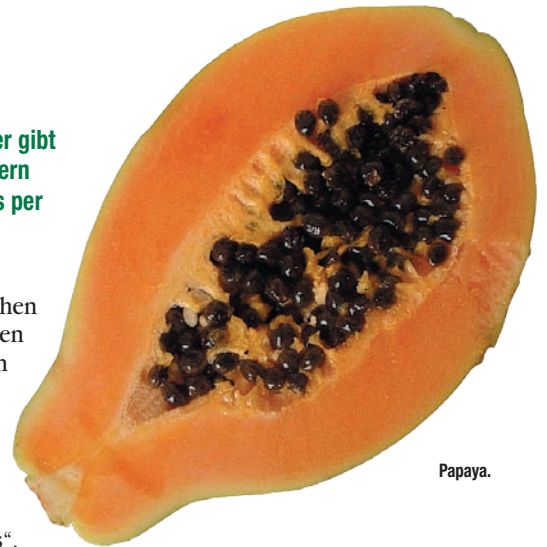 er gibt
ern
s per
hen
en
n
Papaya.
s“.